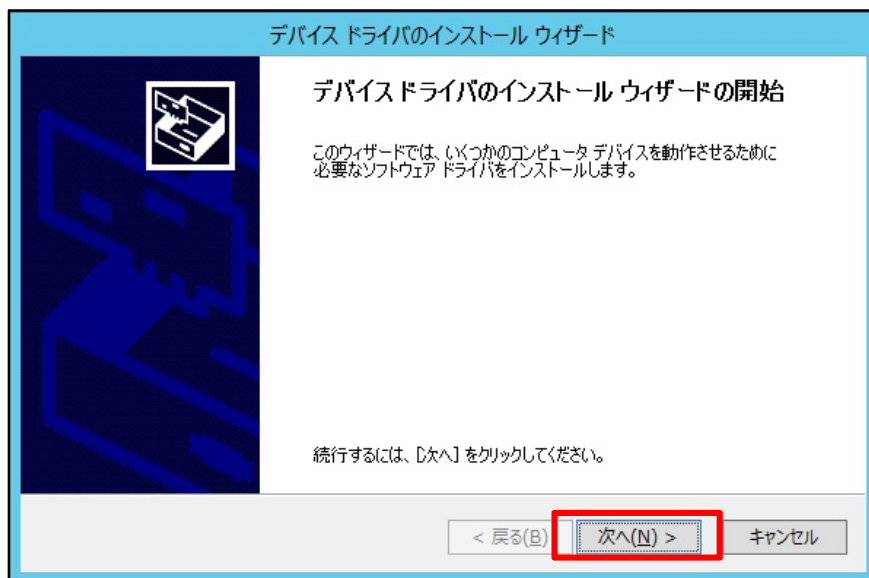 デバイス ドライバのインストール ウィザード
デバイス ドライバのインストール ウィザードの開始
このウィザードでは、いくつかのコンピュータ デバイスを動作させるために
必要なソフトウェア ドライバをインストールします。
続行するには、[次へ] をクリックしてください。
< 戻る(B) 次へ(N) > キャンセル